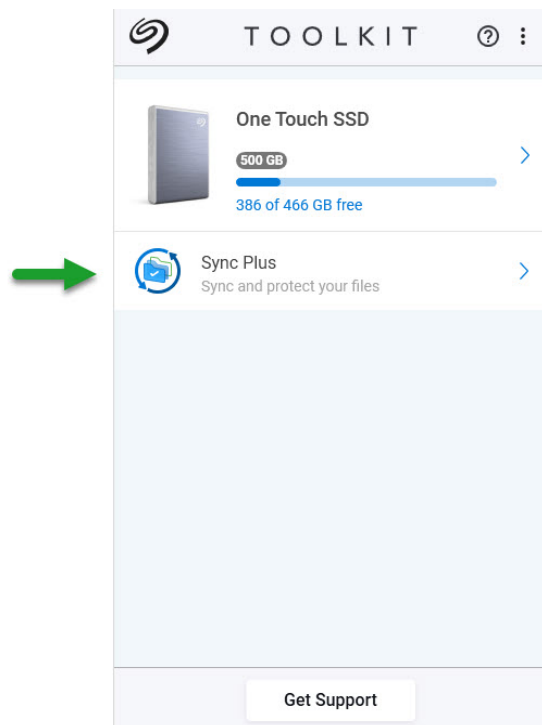 TOOLKIT
One Touch SSD
500 GB
386 of 466 GB free
Sync Plus
Sync and protect your files
Get Support